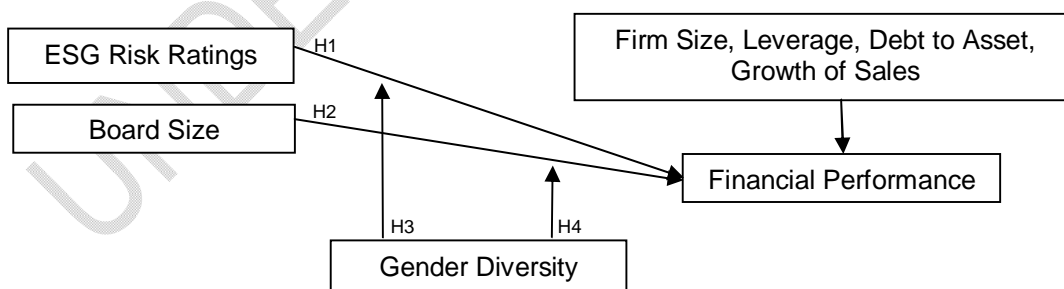 Firm Size, Leverage, Debt to Asset,
Growth of Sales
ESG Risk Ratings
H1
Board Size
H2
Financial Performance
H3
H4
Gender Diversity